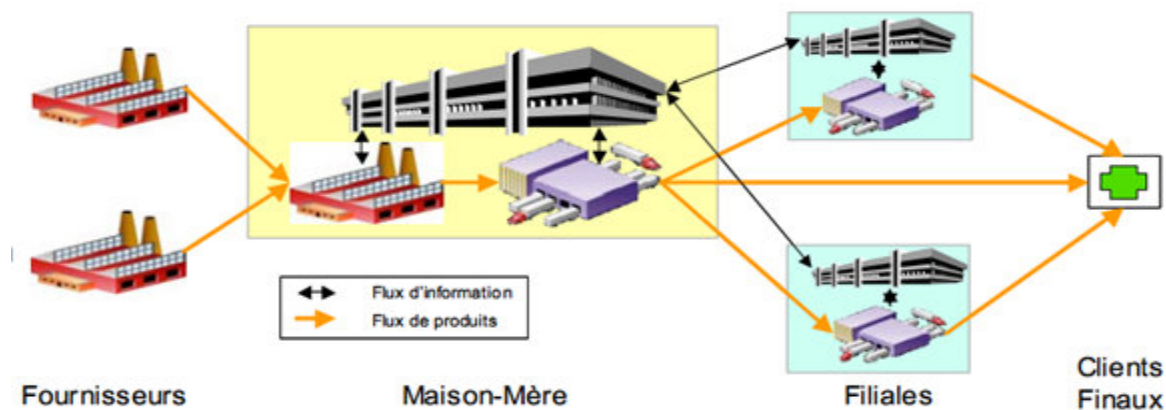 Flux d'information
Flux de produits
Fournisseurs
Maison-Mère
Filiales
Clients
Finaux